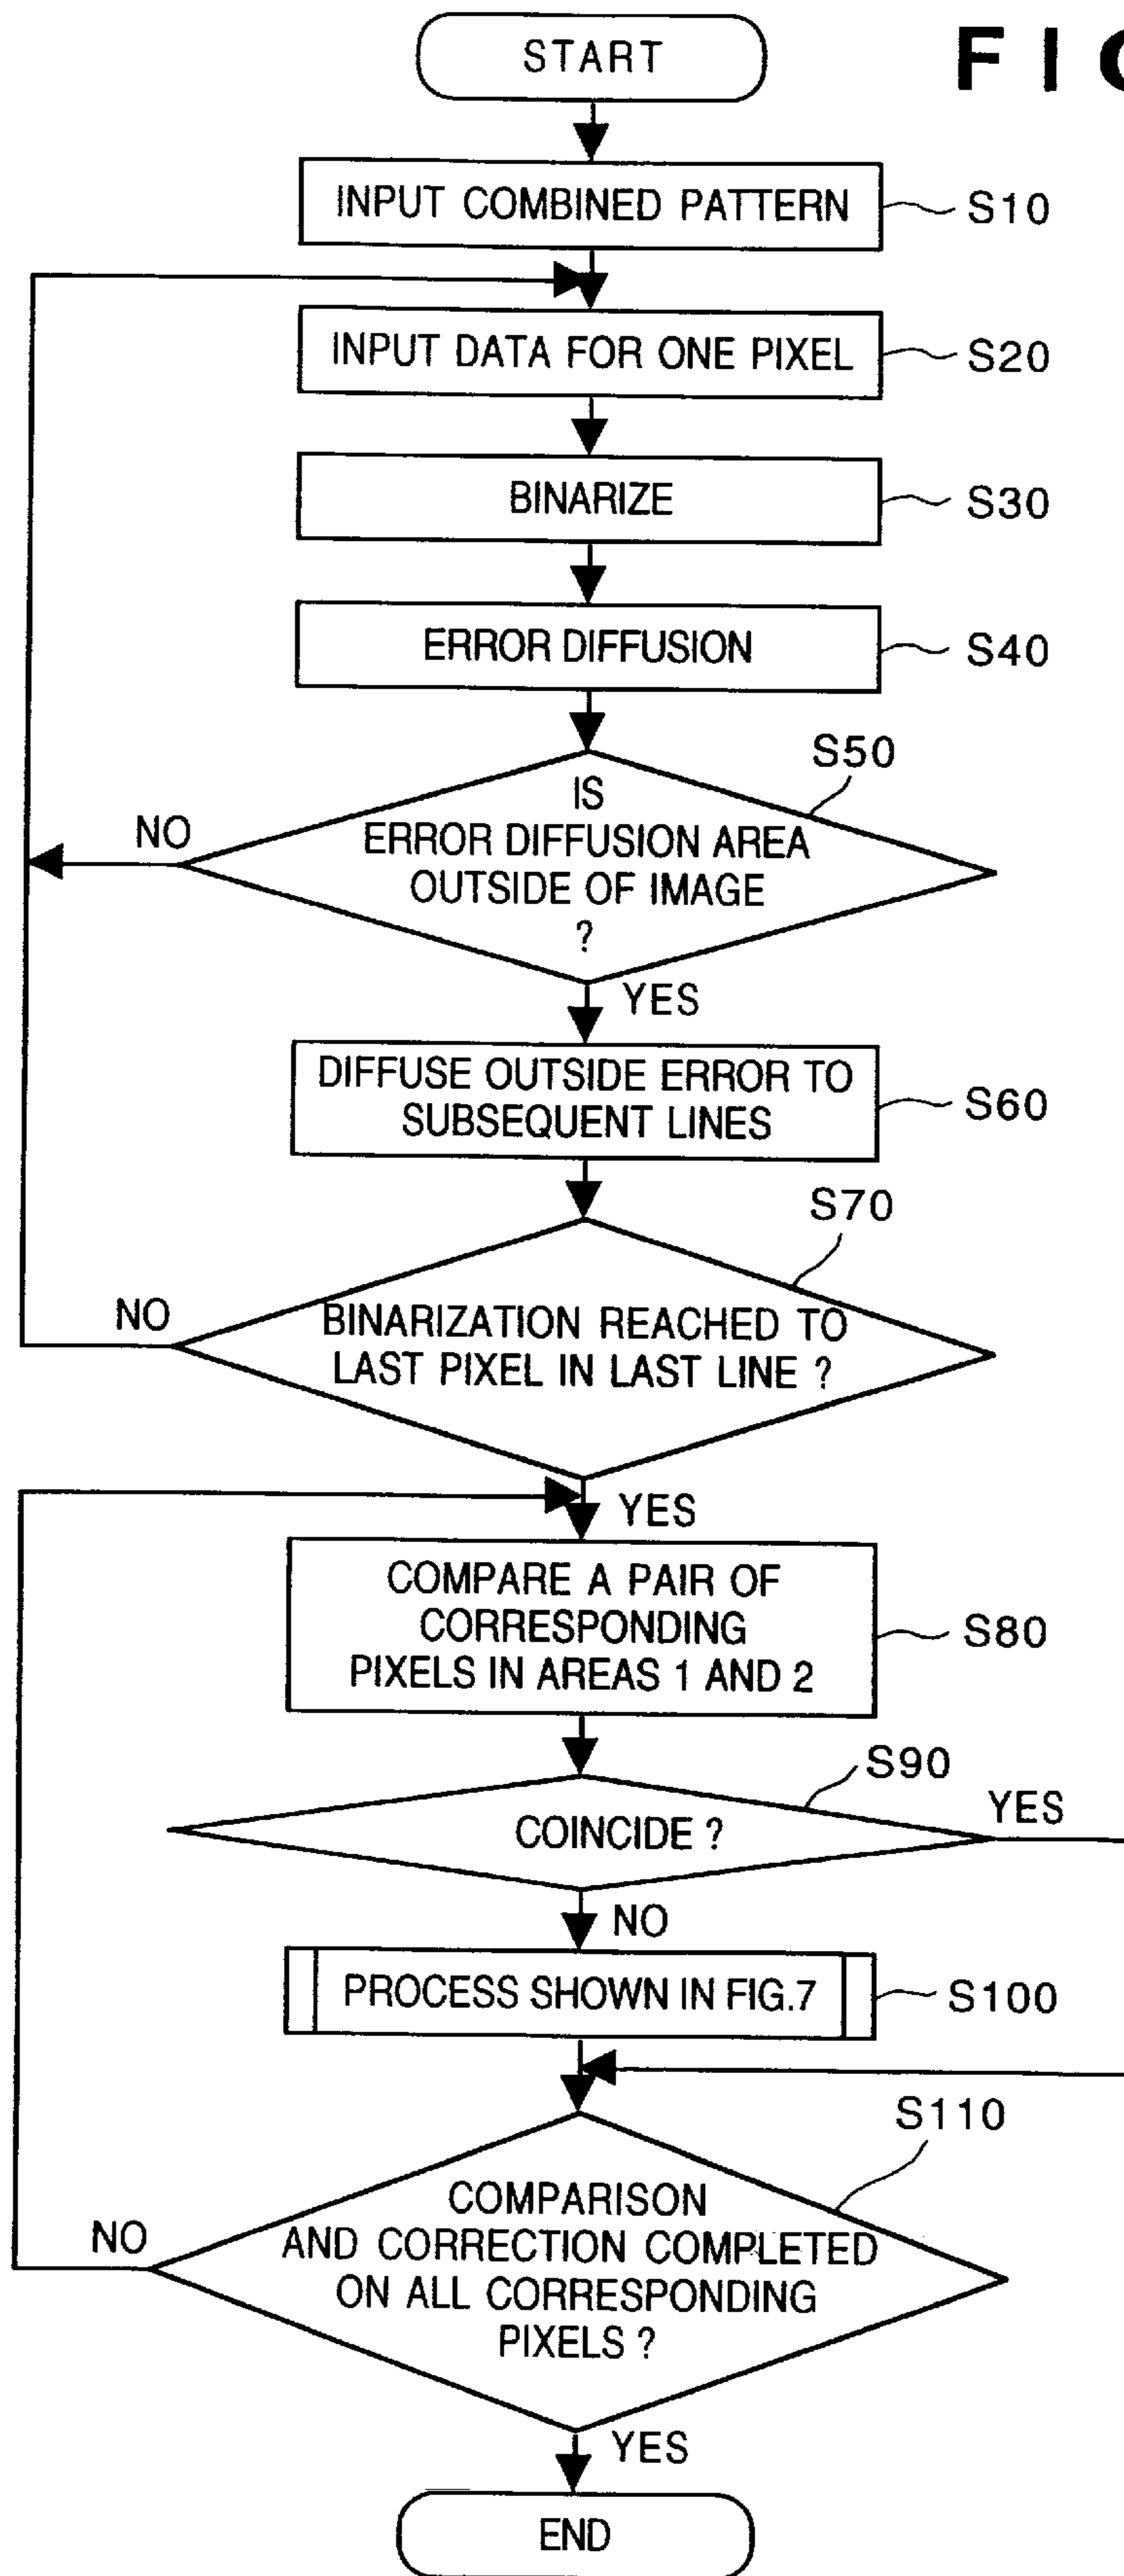 START
F I
INPUT COMBINED PATTERN
S10
INPUT DATA FOR ONE PIXEL
S20
BINARIZE
S30
ERROR DIFFUSION
S40
S50
IS
ERROR DIFFUSION AREA
OUTSIDE OF IMAGE
?
NO
YES
DIFFUSE OUTSIDE ERROR TO
SUBSEQUENT LINES
S60
S70
NO
BINARIZATION REACHED TO
LAST PIXEL IN LAST LINE ?
YES
COMPARE A PAIR OF
CORRESPONDING
PIXELS IN AREAS 1 AND 2
S80
S90
YES
COINCIDE ?
NO
PROCESS SHOWN IN FIG.7
S100
S110
COMPARISON
AND CORRECTION COMPLETED
ON ALL CORRESPONDING
PIXELS ?
NO
YES
END